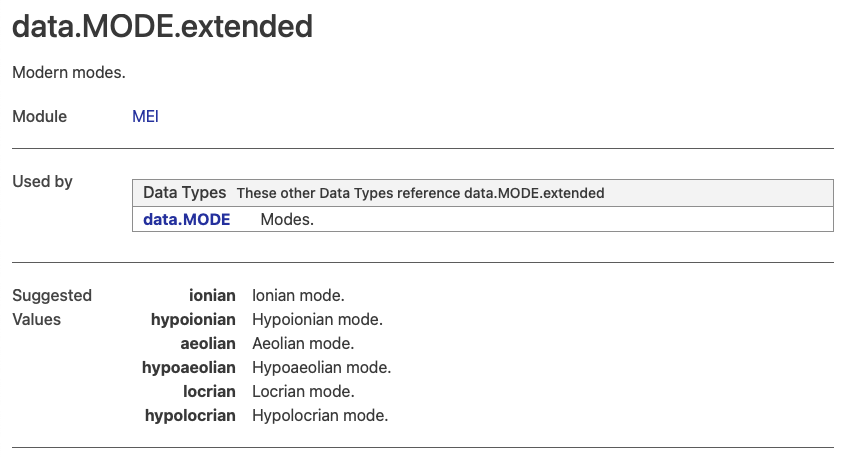 data.MODE.extended
Modern modes.
Module MEI
Used by
Data Types These other Data Types reference data.MODE.extended
data.MODE Modes.
Suggested Values
ionian Ionian mode.
hypoionian Hypoionian mode.
aeolian Aeolian mode.
hypoaeolian Hypoaeolian mode.
locrian Locrian mode.
hypolocrian Hypolocrian mode.